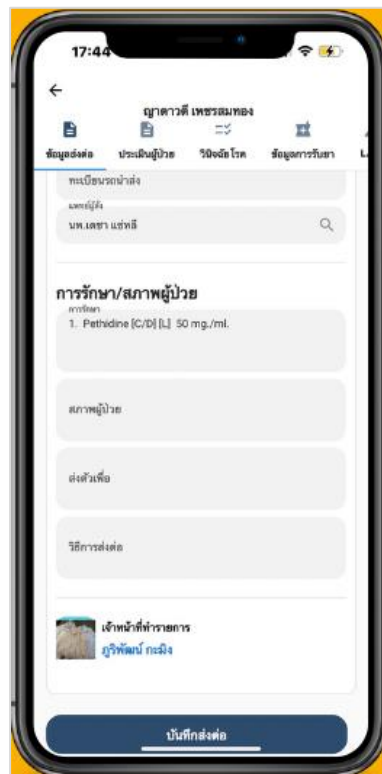 17:44
ญาดาวดี เพชรสมทอง
ข้อมูลส่งต่อ ประเมินผู้ป่วย วินิจฉัยโรค ข้อมูลการรับยา
ทะเบียนรถนำส่ง
แพทย์ผู้สั่ง
นพ.เดชา แซ่หลี
การรักษา/สภาพผู้ป่วย
การรักษา
1. Pethidine [C/D] [L] 50 mg./ml.
สภาพผู้ป่วย
ส่งตัวเพื่อ
วิธีการส่งต่อ
เจ้าหน้าที่ทำรายการ
ภูริพัฒน์ กะมิง
บันทึกส่งต่อ